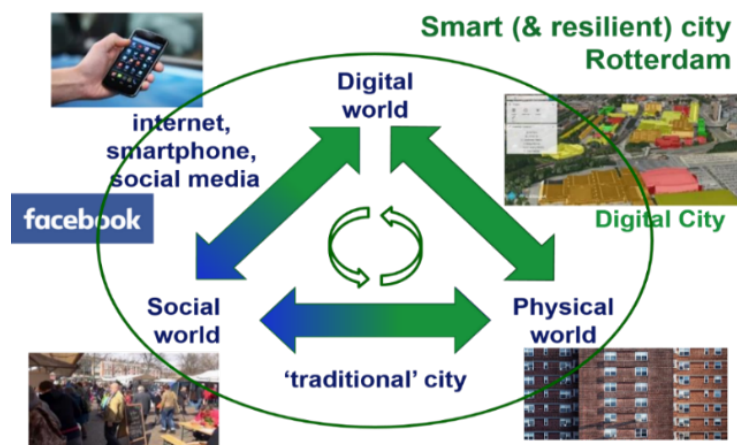 Smart (& resilient) city
Rotterdam
Digital
world
internet,
smartphone,
social media
facebook
Digital City
Social
world
Physical
world
‘traditional’ city